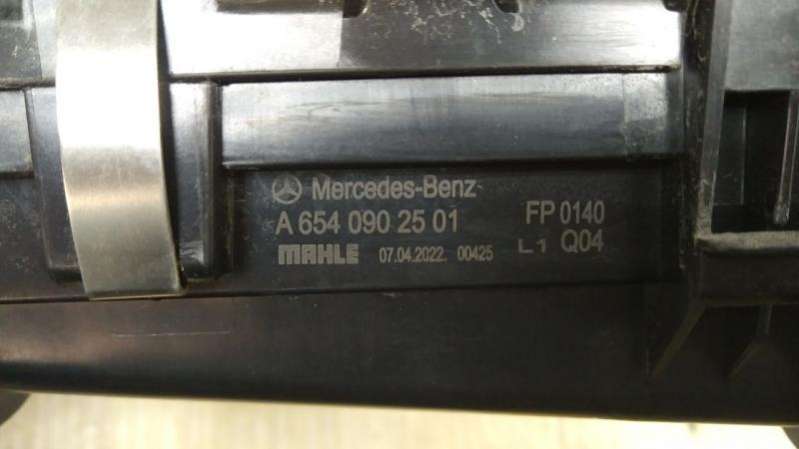 Mercedes-Benz
A 654 090 25 01 FP 0140
MAHLE 07.04.2022. 00425 L1 Q04